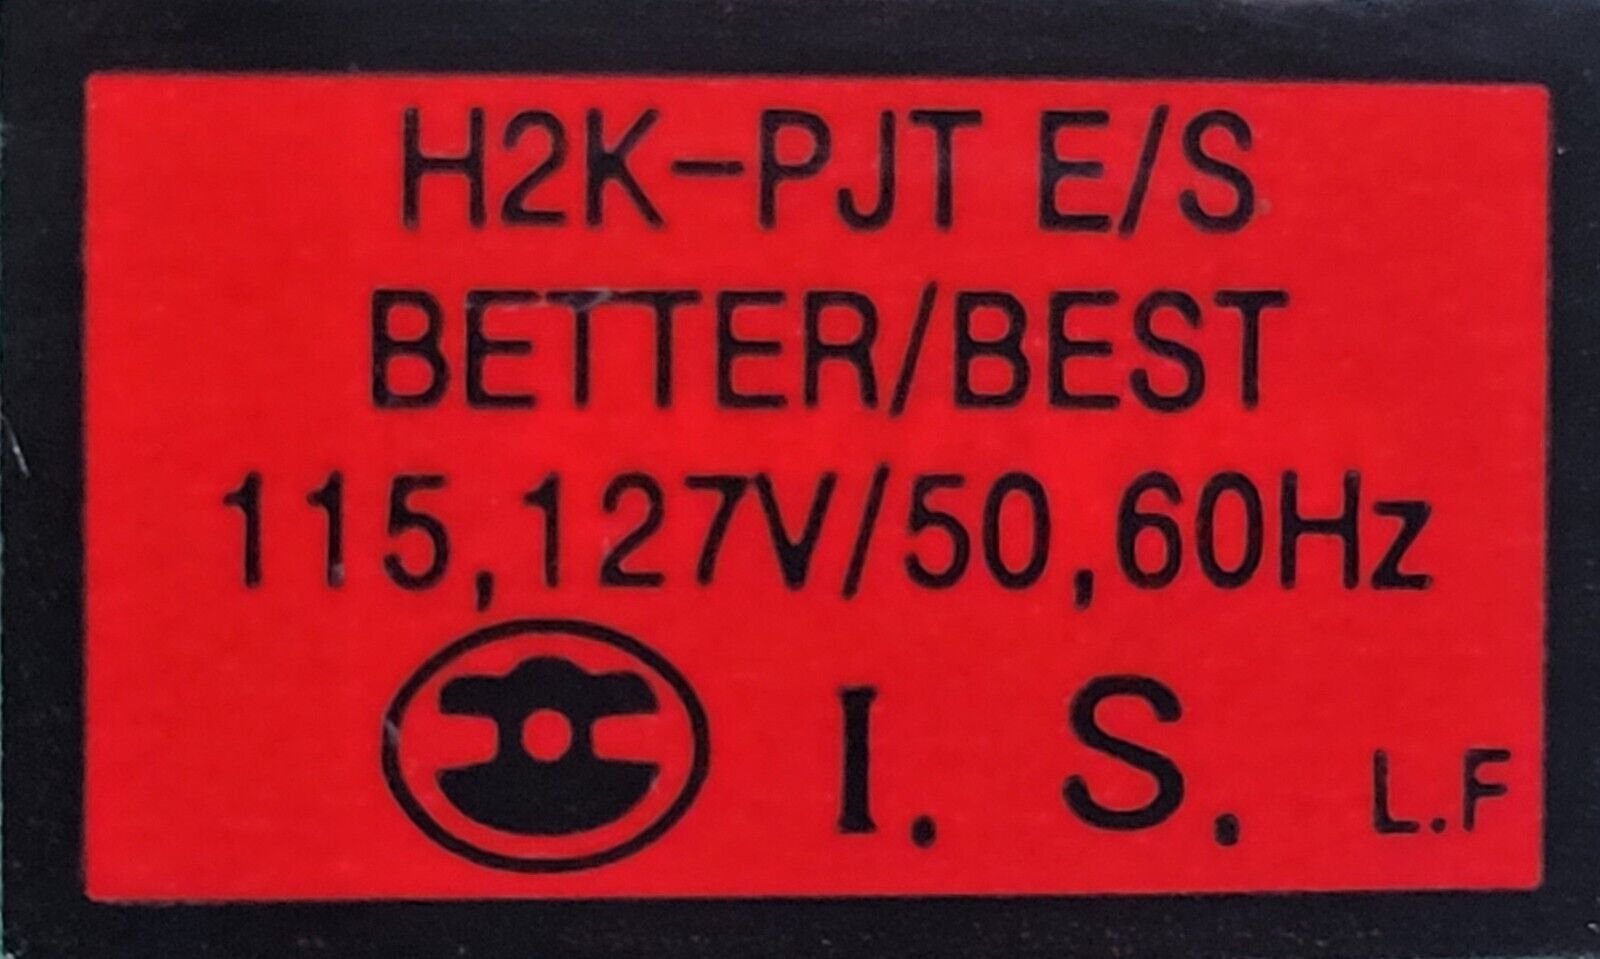 H2K-PJT E/S
BETTER/BEST
115,127V/50,60Hz
I. S. L.F